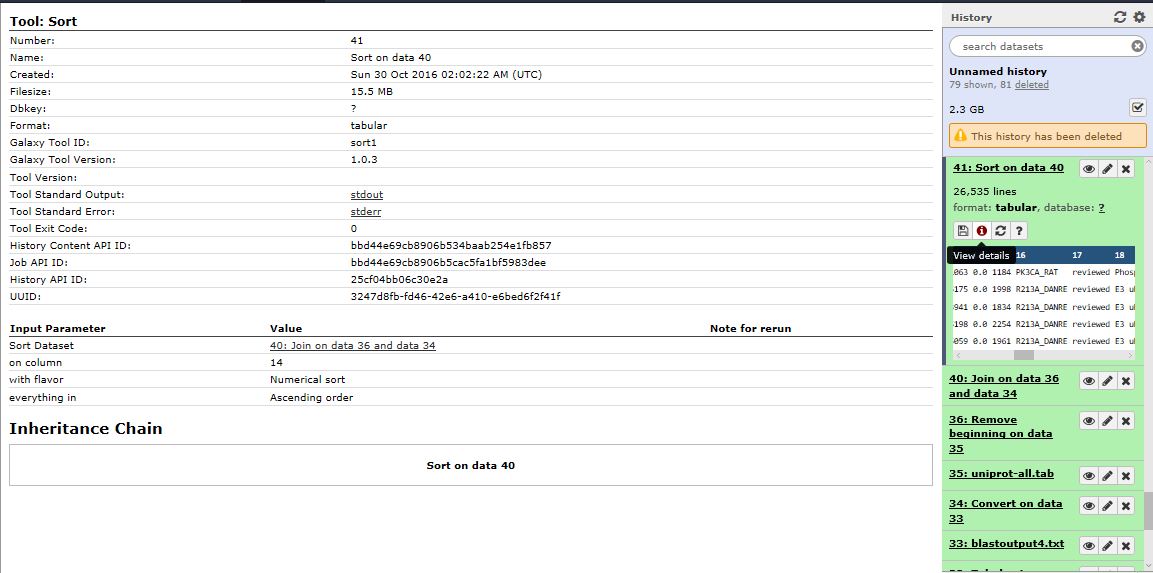 Tool: Sort
Number: 41
Name: Sort on data 40
Created: Sun 30 Oct 2016 02:02:22 AM (UTC)
Filesize: 15.5 MB
Dbkey: ?
Format: tabular
Galaxy Tool ID: sort1
Galaxy Tool Version: 1.0.3
Tool Version:
Tool Standard Output: stdout
Tool Standard Error: stderr
Tool Exit Code: 0
History Content API ID: bbd44e69cb8906b534baab254e1fb857
Job API ID: bbd44e69cb8906b5cac5fa1bf5983dee
History API ID: 25cf04bb06c30e2a
UUID: 3247d8fb-fd46-42e6-a410-e6bed6f2f41f
Input Parameter Value Note for rerun
Sort Dataset 40: Join on data 36 and data 34
on column 14
with flavor Numerical sort
everything in Ascending order
Inheritance Chain
Sort on data 40
History
search datasets
Unnamed history
79 shown, 81 deleted
2.3 GB
This history has been deleted
41: Sort on data 40
26,535 lines
format: tabular, database: ?
View details
16 17 18
063 0.0 1184 PK3CA_RAT reviewed Phosp
175 0.0 1998 R213A_DANRE reviewed E3 ub
941 0.0 1834 R213A_DANRE reviewed E3 ub
198 0.0 2254 R213A_DANRE reviewed E3 ub
059 0.0 1961 R213A_DANRE reviewed E3 ub
40: Join on data 36
and data 34
36: Remove
beginning on data
35
35: uniprot-all.tab
34: Convert on data
33
33: blastoutput4.txt